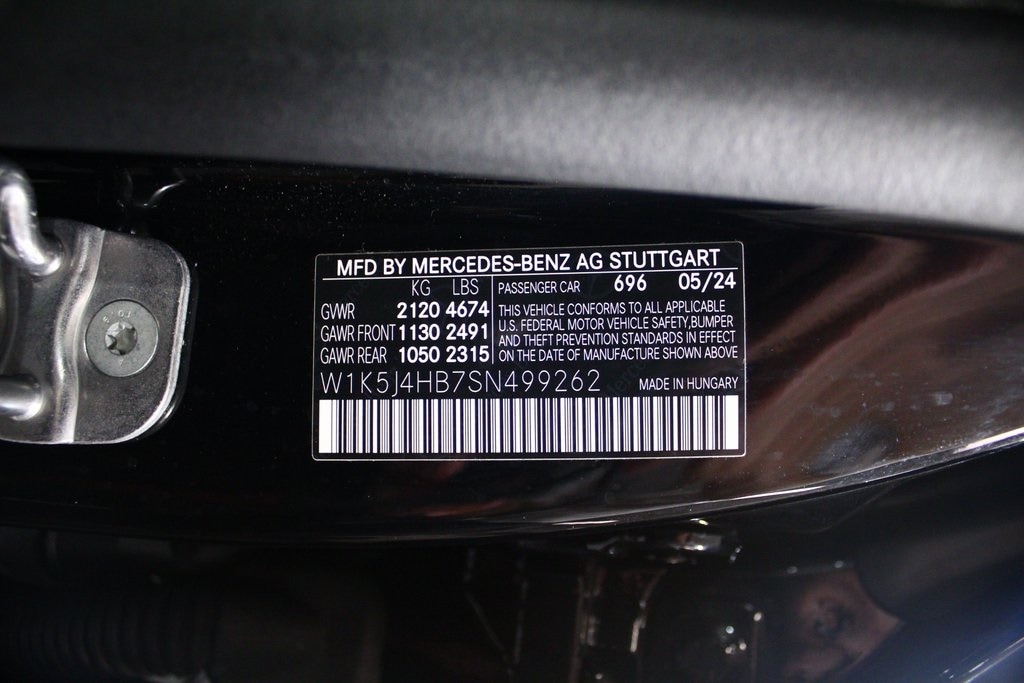 MFD BY MERCEDES-BENZ AG STUTTGART
KG LBS
GVWR 2120 4674
GAWR FRONT 1130 2491
GAWR REAR 1050 2315
PASSENGER CAR 696 05/24
THIS VEHICLE CONFORMS TO ALL APPLICABLE
U.S. FEDERAL MOTOR VEHICLE SAFETY,BUMPER
AND THEFT PREVENTION STANDARDS IN EFFECT
ON THE DATE OF MANUFACTURE SHOWN ABOVE
W1K5J4HB7SN499262
MADE IN HUNGARY